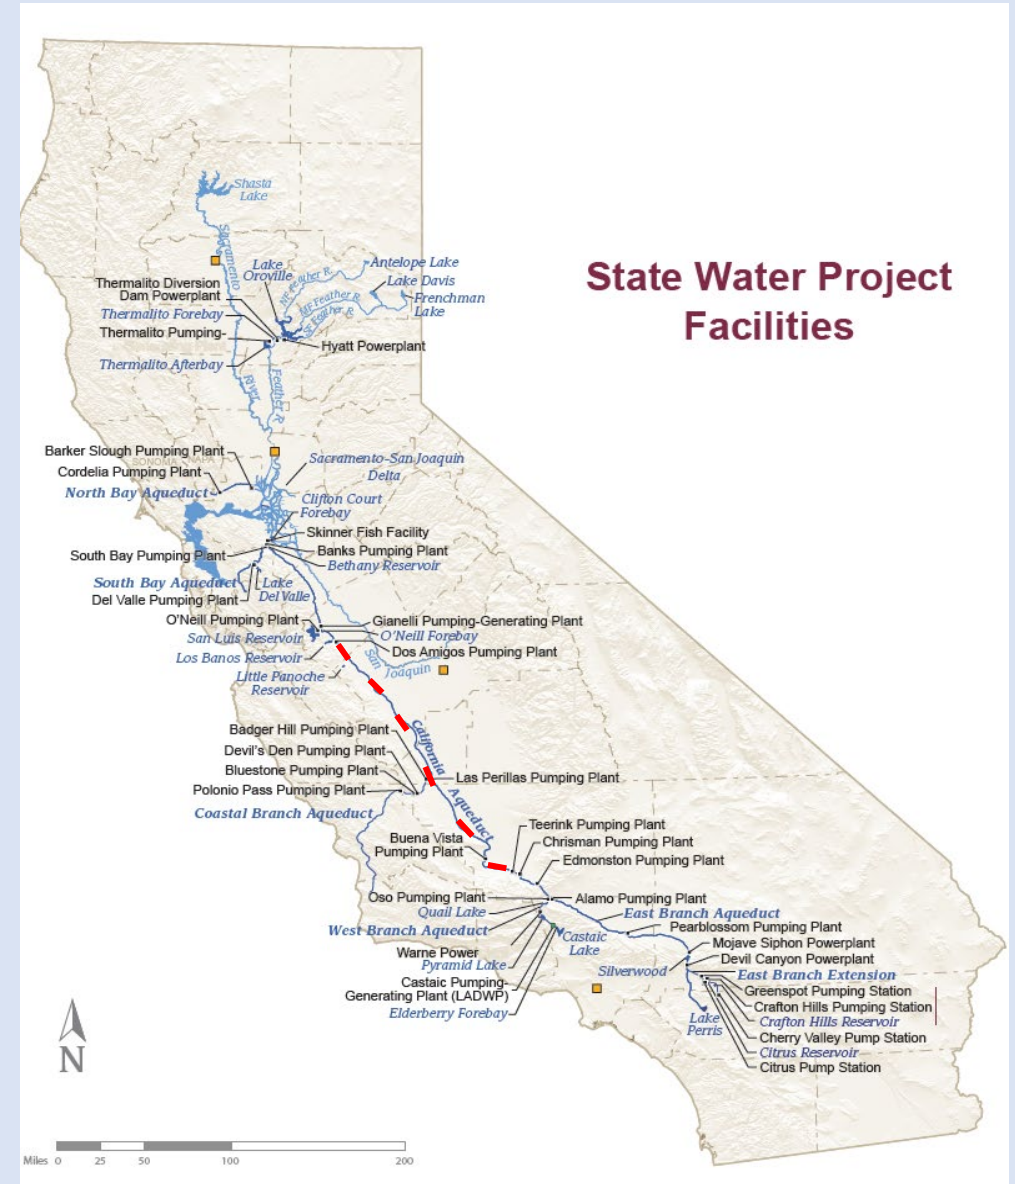 State Water Project
Facilities
Shasta
Lake
Sacramento
River
Lake
Oroville
NF Feather R.
MF Feather R.
SF Feather R.
Antelope Lake
Lake Davis
Frenchman
Lake
Thermalito Diversion
Dam Powerplant
Thermalito Forebay
Thermalito Pumping-
Hyatt Powerplant
Thermalito Afterbay
Feather R.
Barker Slough Pumping Plant
SONOMA
NAPA
Cordelia Pumping Plant
North Bay Aqueduct
Sacramento-San Joaquin
Delta
Clifton Court
Forebay
Skinner Fish Facility
Banks Pumping Plant
South Bay Pumping Plant
Bethany Reservoir
South Bay Aqueduct
Lake
Del Valle
Del Valle Pumping Plant
O'Neill Pumping Plant
Gianelli Pumping-Generating Plant
San Luis Reservoir
O'Neill Forebay
Los Banos Reservoir
Dos Amigos Pumping Plant
San
Joaquin
Little Panoche
Reservoir
Badger Hill Pumping Plant
California
Aqueduct
Devil's Den Pumping Plant
Bluestone Pumping Plant
Las Perillas Pumping Plant
Polonio Pass Pumping Plant
Coastal Branch Aqueduct
Buena Vista
Pumping Plant
Teerink Pumping Plant
Chrisman Pumping Plant
Edmonston Pumping Plant
Oso Pumping Plant
Alamo Pumping Plant
Quail Lake
East Branch Aqueduct
West Branch Aqueduct
Pearblossom Pumping Plant
Castaic
Lake
Mojave Siphon Powerplant
Warne Power
Devil Canyon Powerplant
Pyramid Lake
Silverwood
East Branch Extension
Castaic Pumping-
Generating Plant (LADWP)
Greenspot Pumping Station
Crafton Hills Pumping Station
Elderberry Forebay
Lake
Perris
Crafton Hills Reservoir
Cherry Valley Pump Station
Citrus Reservoir
Citrus Pump Station
N
Miles 0 25 50 100 200